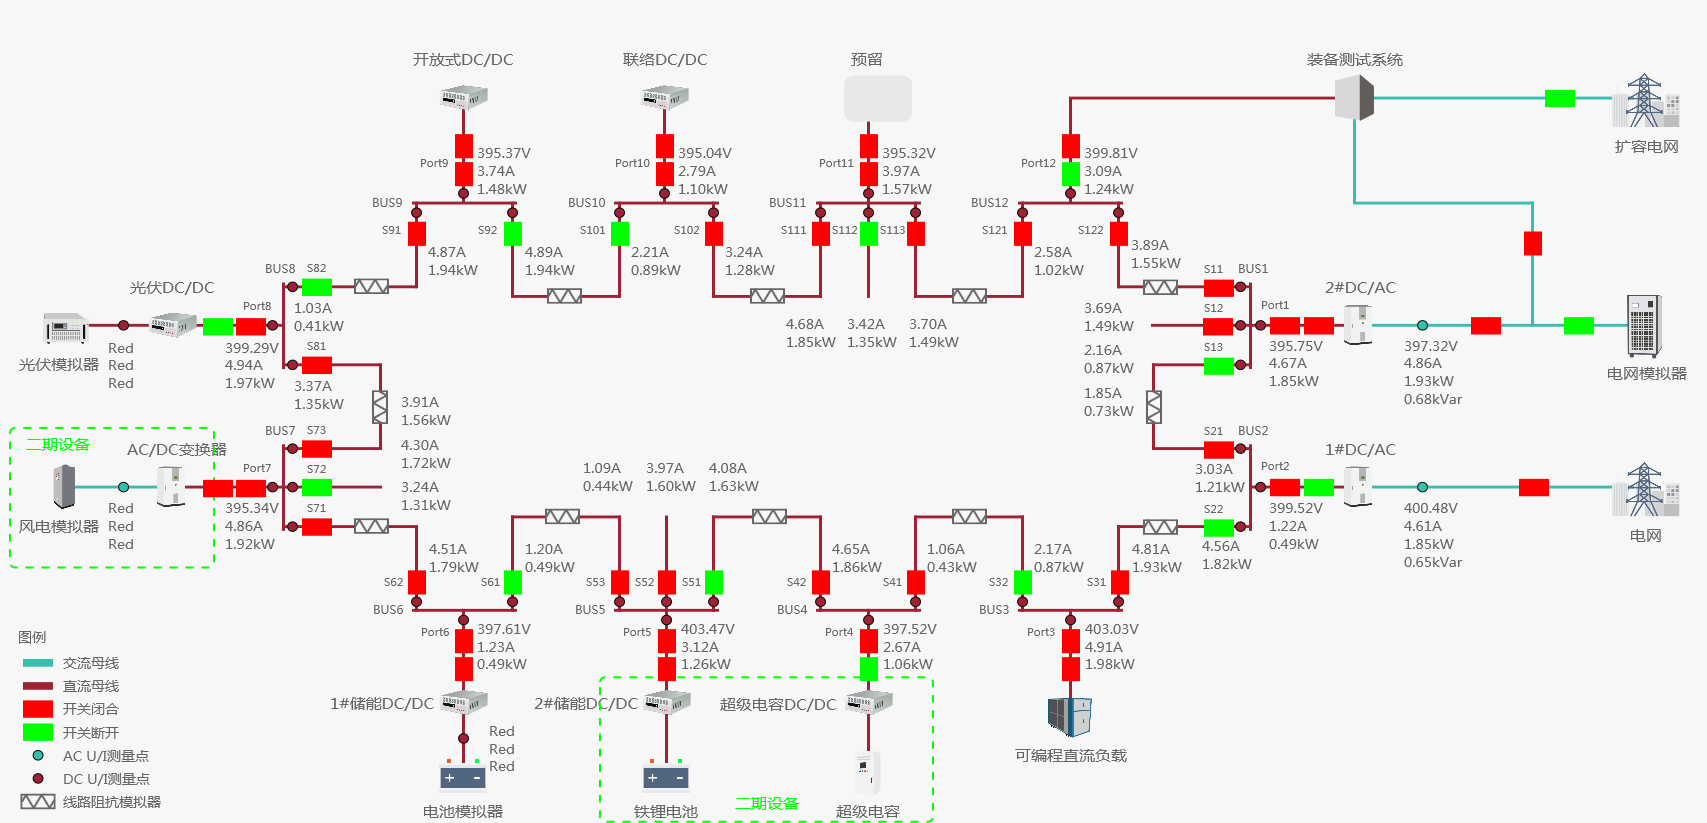 开放式DC/DC
联络DC/DC
预留
装备测试系统
扩容电网
Port9
395.37V
3.74A
1.48kW
Port10
395.04V
2.79A
1.10kW
Port11
395.32V
3.97A
1.57kW
Port12
399.81V
3.09A
1.24kW
BUS9
BUS10
BUS11
BUS12
S91
S92
S101
S102
S111
S112
S113
S121
S122
4.87A
1.94kW
4.89A
1.94kW
2.21A
0.89kW
3.24A
1.28kW
2.58A
1.02kW
3.89A
1.55kW
4.68A
1.85kW
3.42A
1.35kW
3.70A
1.49kW
光伏DC/DC
BUS8
S82
Port8
1.03A
0.41kW
光伏模拟器
Red
Red
Red
399.29V
4.94A
1.97kW
S81
3.37A
1.35kW
3.91A
1.56kW
S11
BUS1
S12
Port1
3.69A
1.49kW
S13
2.16A
0.87kW
1.85A
0.73kW
2#DC/AC
395.75V
4.67A
1.85kW
397.32V
4.86A
1.93kW
0.68kVar
电网模拟器
二期设备
AC/DC变换器
BUS7
S73
4.30A
1.72kW
Port7
S72
3.24A
1.31kW
风电模拟器
Red
Red
Red
395.34V
4.86A
1.92kW
S71
S21
BUS2
3.03A
1.21kW
Port2
S22
4.56A
1.82kW
1#DC/AC
399.52V
1.22A
0.49kW
400.48V
4.61A
1.85kW
0.65kVar
电网
1.09A
0.44kW
3.97A
1.60kW
4.08A
1.63kW
4.51A
1.79kW
1.20A
0.49kW
4.65A
1.86kW
1.06A
0.43kW
2.17A
0.87kW
4.81A
1.93kW
S62
S61
S53
S52
S51
S42
S41
S32
S31
BUS6
BUS5
BUS4
BUS3
Port6
397.61V
1.23A
0.49kW
Port5
403.47V
3.12A
1.26kW
Port4
397.52V
2.67A
1.06kW
Port3
403.03V
4.91A
1.98kW
1#储能DC/DC
2#储能DC/DC
超级电容DC/DC
Red
Red
Red
可编程直流负载
电池模拟器
铁锂电池
二期设备
超级电容
图例
交流母线
直流母线
开关闭合
开关断开
AC U/I测量点
DC U/I测量点
线路阻抗模拟器